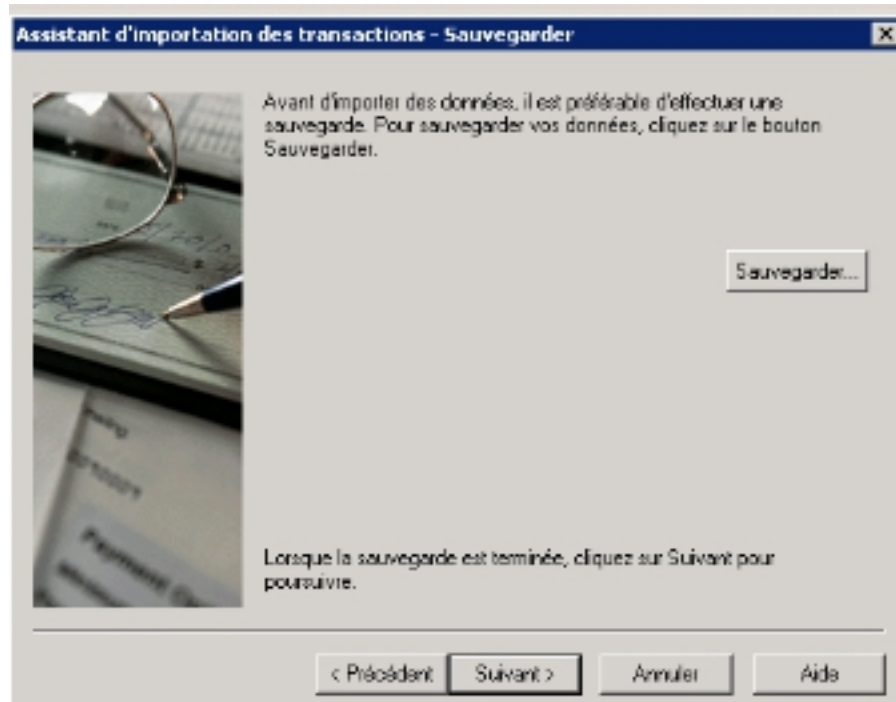 Assistant d'importation des transactions - Sauvegarder
Avant d'importer des données, il est préférable d'effectuer une
sauvegarde. Pour sauvegarder vos données, cliquez sur le bouton
Sauvegarder.
Sauvegarder...
Payment
Lorsque la sauvegarde est terminée, cliquez sur Suivant pour
poursuivre.
< Précédent
Suivant >
Annuler
Aide